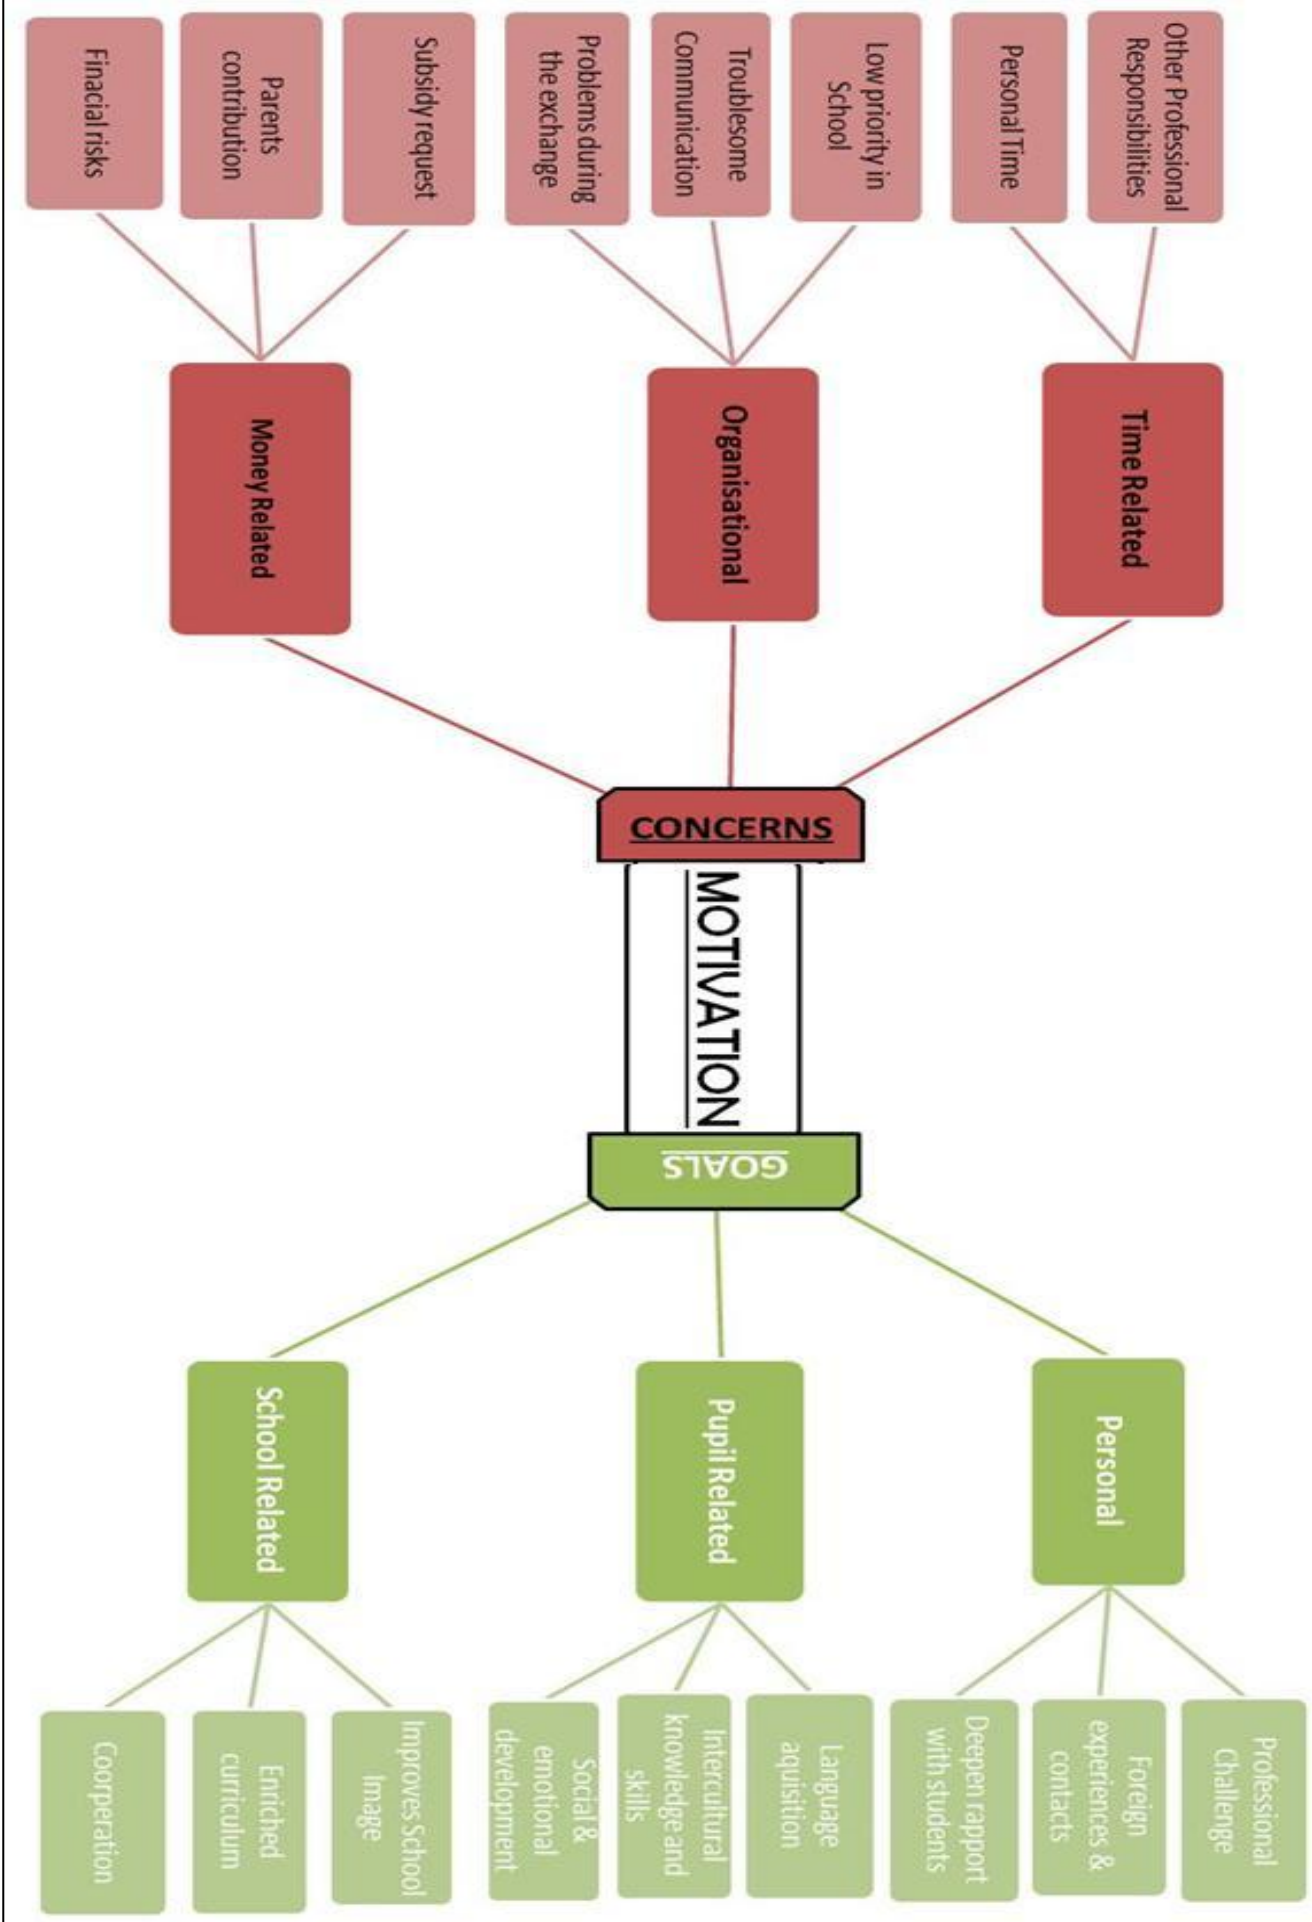 Other Professional
Responsibilities
Personal Time
Time Related
Low priority in
School
Troublesome
Communication
Problems during
the exchange
Organisational
Subsidy request
Parents
contribution
Finacial risks
Money Related
CONCERNS
MOTIVATION
GOALS
Personal
Professional
Challenge
Foreign
experiences &
contacts
Deepen rapport
with students
Pupil Related
Language
aquisition
Intercultural
knowledge and
skills
Social &
emotional
development
School Related
Improves School
Image
Enriched
curriculum
Coorperation